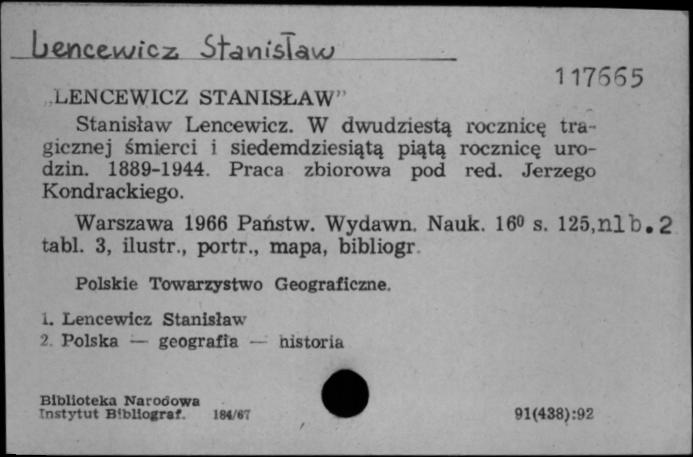 Lencewicz Stanisław
117665
„LENCEWICZ STANISŁAW”
Stanisław Lencewicz. W dwudziestą rocznicę tra-
gicznej śmierci i siedemdziesiątą piątą rocznicę uro-
dzin. 1889-1944. Praca zbiorowa pod red. Jerzego
Kondrackiego.
Warszawa 1966 Państw. Wydawn. Nauk. 16⁰ s. 125,nlb.2
tabl. 3, ilustr., portr., mapa, bibliogr.
Polskie Towarzystwo Geograficzne.
1. Lencewicz Stanisław
2. Polska — geografia — historia
Biblioteka Narodowa
Instytut Bibliograf. 184/67
91(438):92